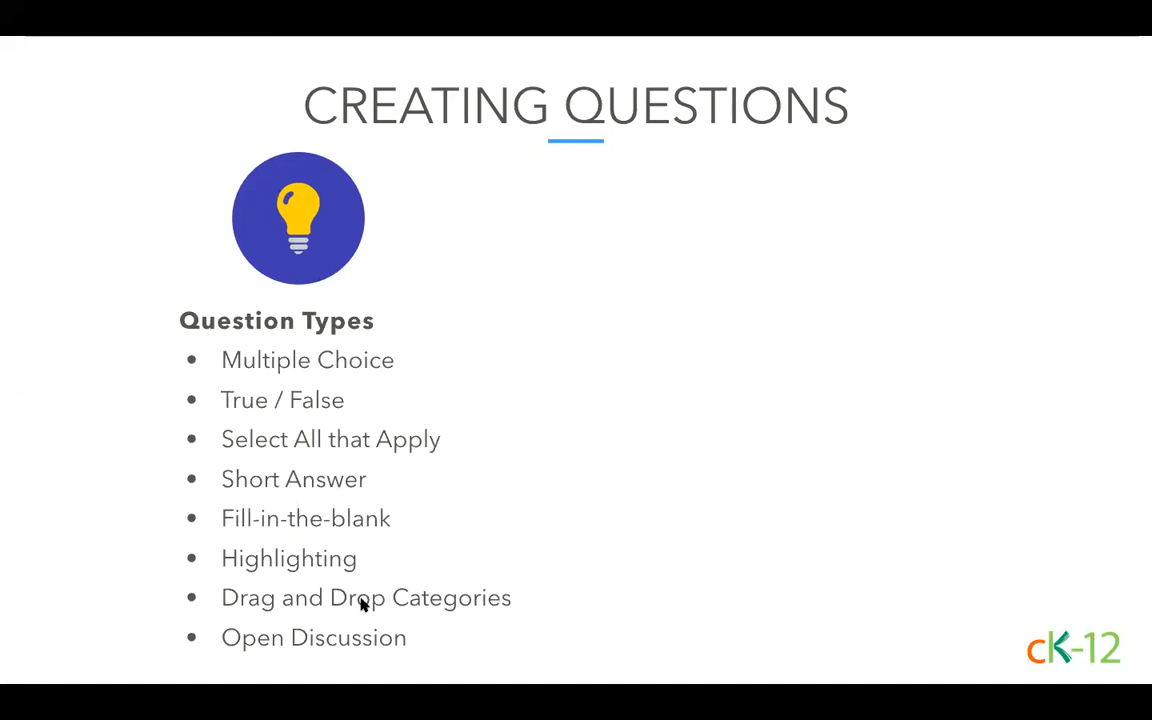 CREATING QUESTIONS
Question Types
• Multiple Choice
• True / False
• Select All that Apply
• Short Answer
• Fill-in-the-blank
• Highlighting
• Drag and Drop Categories
• Open Discussion
cK-12